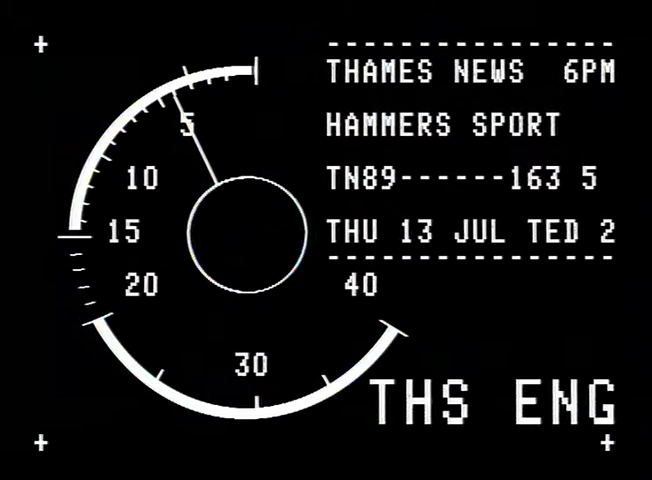 THAMES NEWS  6PM
HAMMERS SPORT
TN89------163 5
THU 13 JUL TED 2
5
10
15
20
30
40
THS ENG